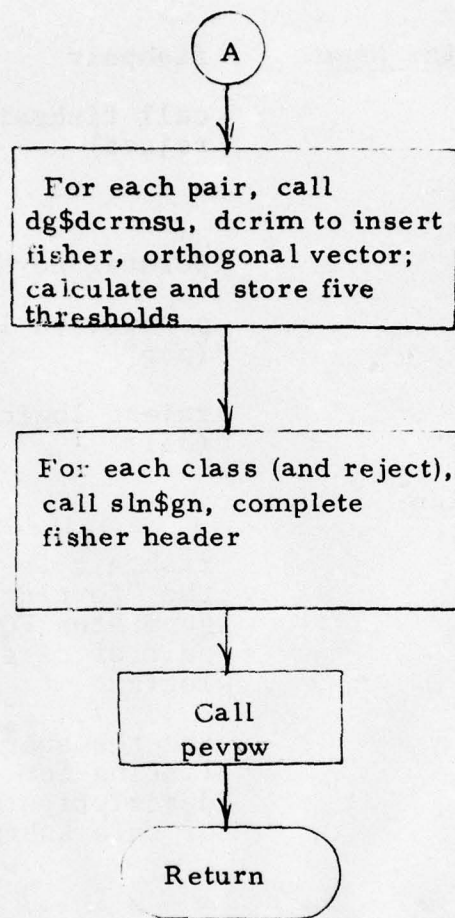 A
For each pair, call
dg$dcrmsu, dcrim to insert
fisher, orthogonal vector;
calculate and store five
thresholds
For each class (and reject),
call sln$gn, complete
fisher header
Call
pevpw
Return